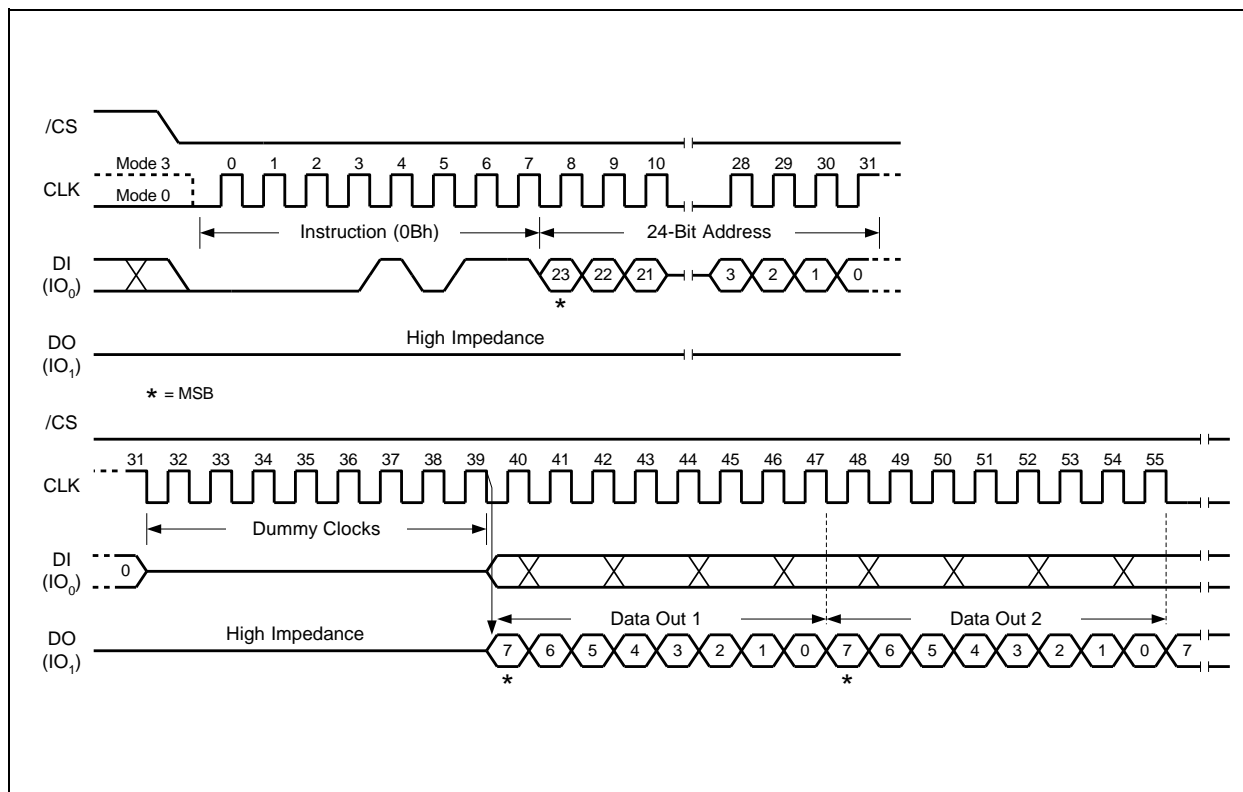 /CS
Mode 3 0 1 2 3 4 5 6 7 8 9 10 28 29 30 31
CLK
Mode 0
Instruction (0Bh) 24-Bit Address
DI
(IO0) 23 22 21 3 2 1 0
*
DO High Impedance
(IO1)
* = MSB
/CS
31 32 33 34 35 36 37 38 39 40 41 42 43 44 45 46 47 48 49 50 51 52 53 54 55
CLK
Dummy Clocks
DI
(IO0) 0
Data Out 1 Data Out 2
DO High Impedance
(IO1) 7 6 5 4 3 2 1 0 7 6 5 4 3 2 1 0 7
* *